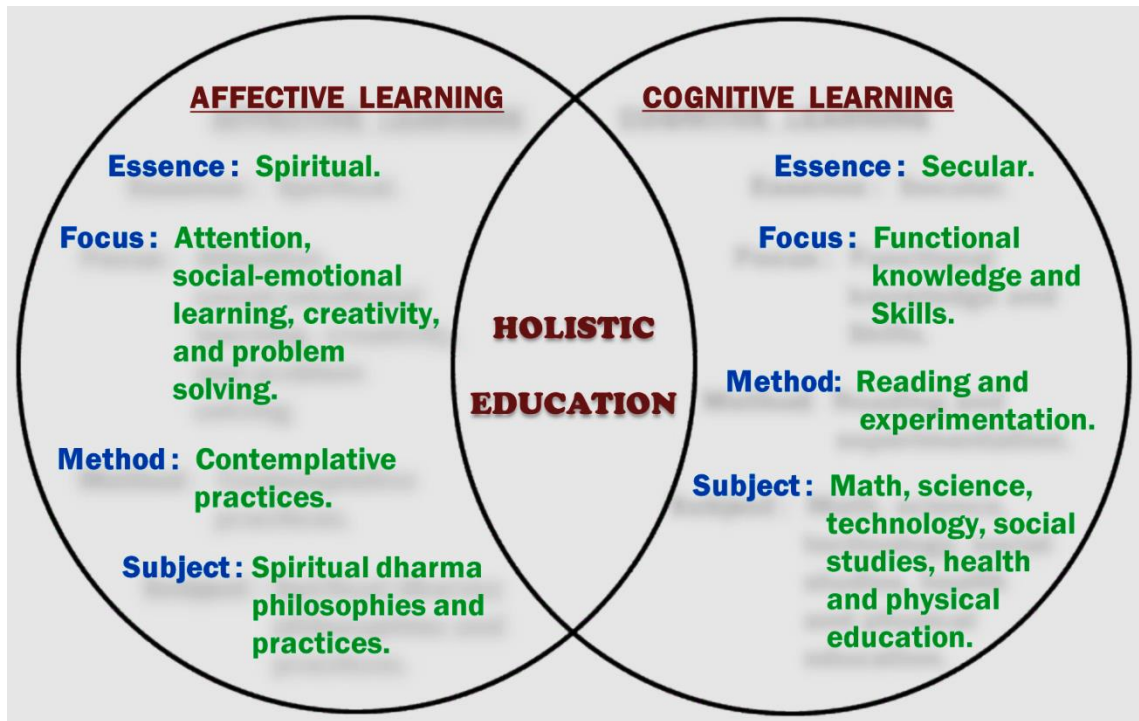 AFFECTIVE LEARNING
Essence: Spiritual.
Focus: Attention,
social-emotional
learning, creativity,
and problem
solving.
Method: Contemplative
practices.
Subject: Spiritual dharma
philosophies and
practices.
HOLISTIC
EDUCATION
COGNITIVE LEARNING
Essence: Secular.
Focus: Functional
knowledge and
Skills.
Method: Reading and
experimentation.
Subject: Math, science,
technology, social
studies, health
and physical
education.